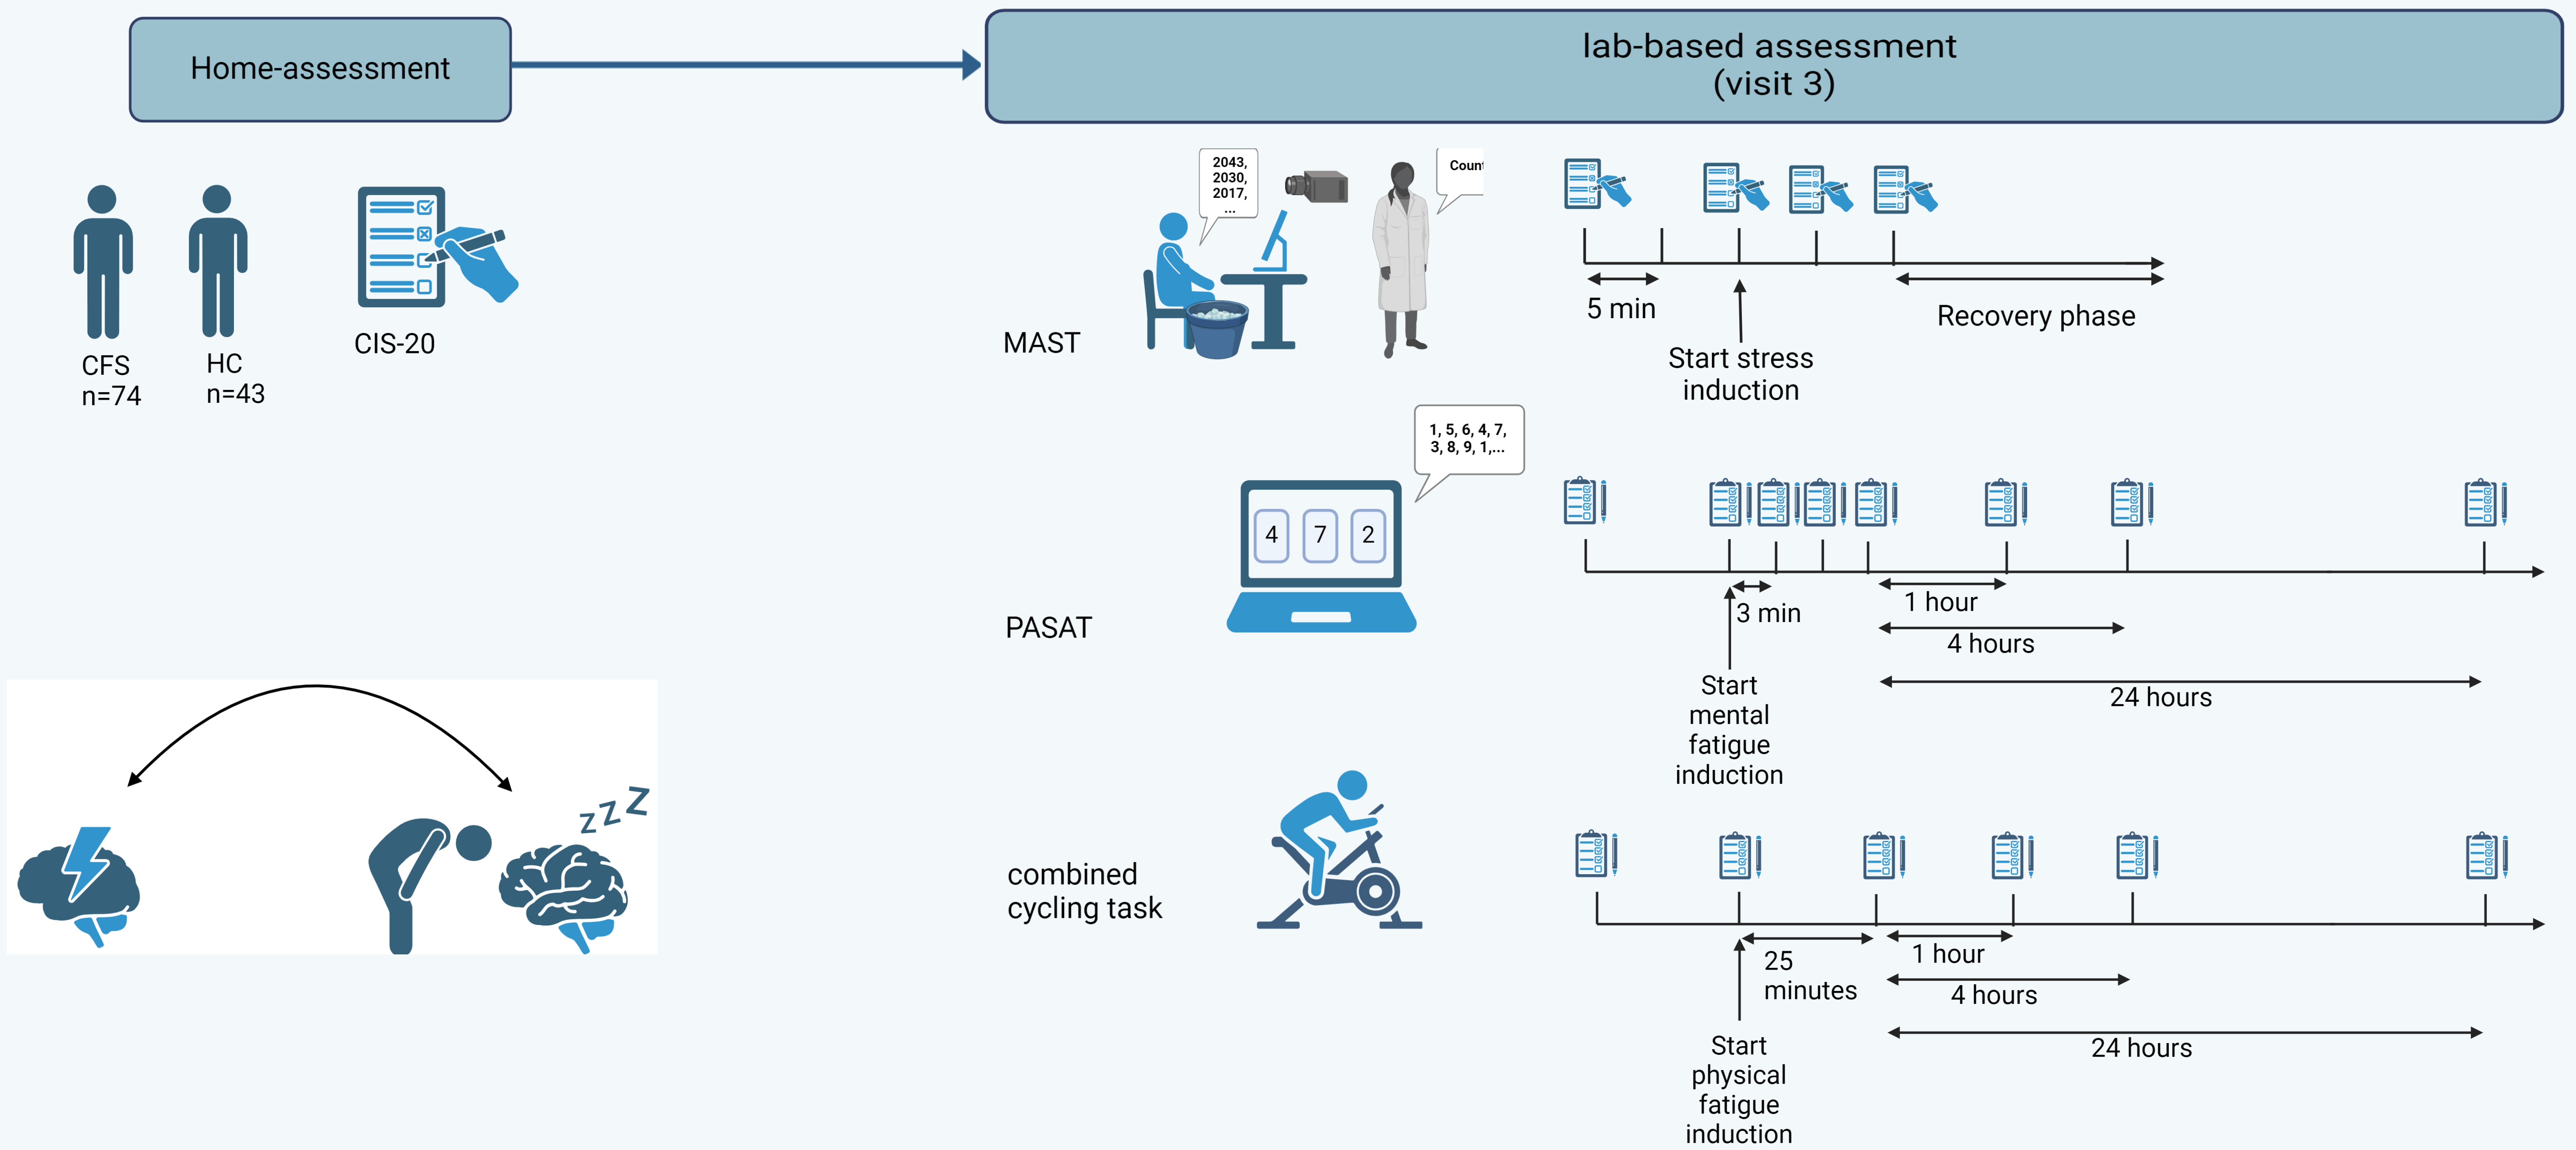 Home-assessment
lab-based assessment
(visit 3)
CFS
n=74
HC
n=43
CIS-20
MAST
2043,
2030,
2017,
...
Coun
5 min
Start stress
induction
Recovery phase
PASAT
4 7 2
1, 5, 6, 4, 7,
3, 8, 9, 1,...
3 min
1 hour
4 hours
24 hours
Start
mental
fatigue
induction
z z z
combined
cycling task
25
minutes
1 hour
4 hours
24 hours
Start
physical
fatigue
induction